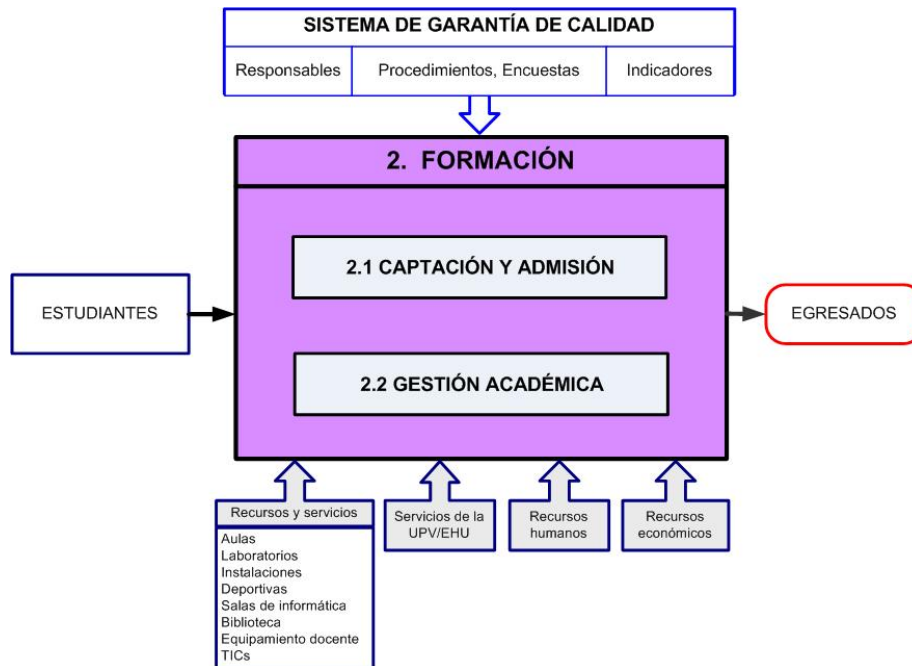 SISTEMA DE GARANTÍA DE CALIDAD
Responsables
Procedimientos, Encuestas
Indicadores
2. FORMACIÓN
2.1 CAPTACIÓN Y ADMISIÓN
ESTUDIANTES
EGRESADOS
2.2 GESTIÓN ACADÉMICA
Recursos y servicios
Aulas
Laboratorios
Instalaciones
Deportivas
Salas de informática
Biblioteca
Equipamiento docente
TICs
Servicios de la
UPV/EHU
Recursos
humanos
Recursos
económicos